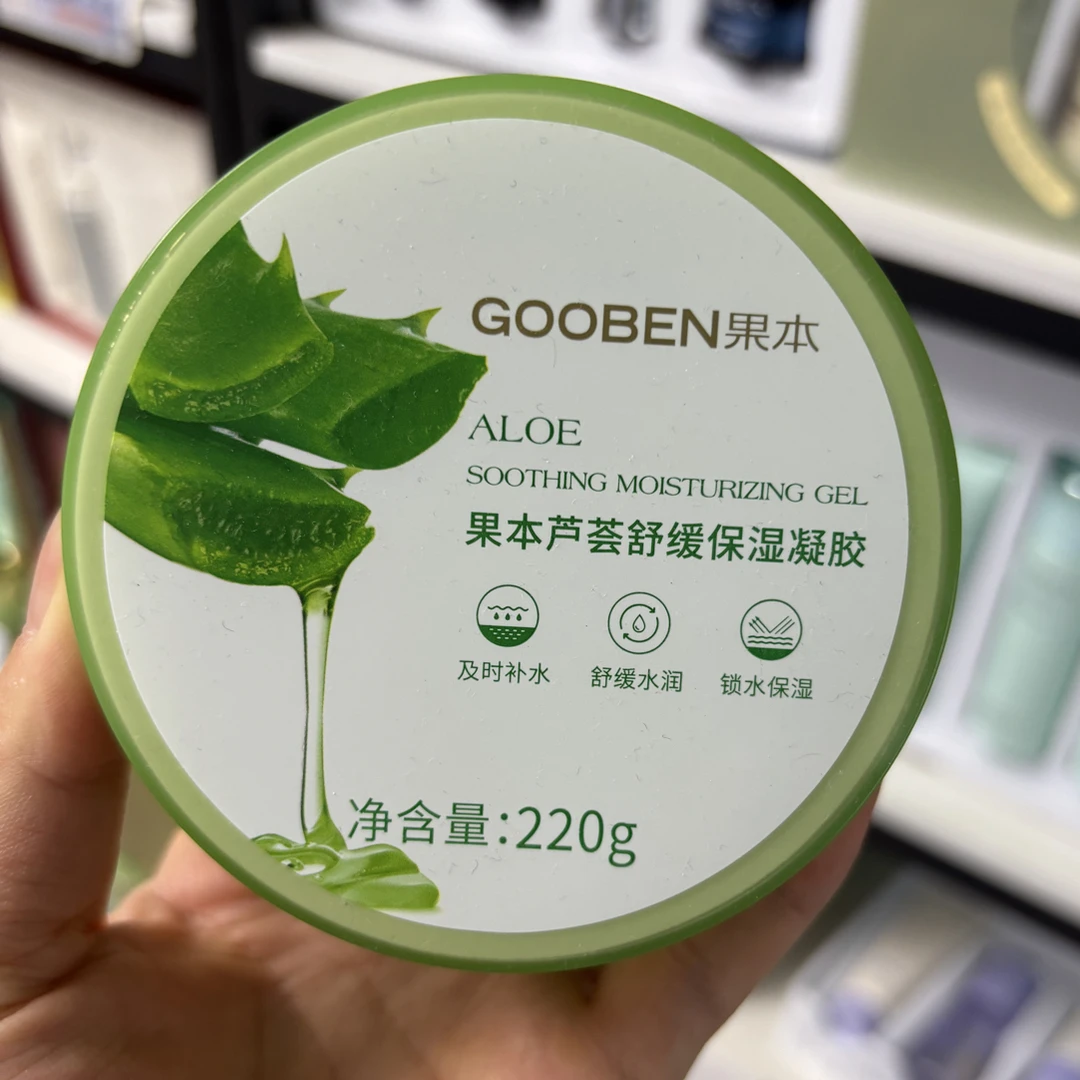 GOOBEN果本
ALOE
SOOTHING MOISTURIZING GEL
果本芦荟舒缓保湿凝胶
及时补水 舒缓水润 锁水保湿
净含量:220g